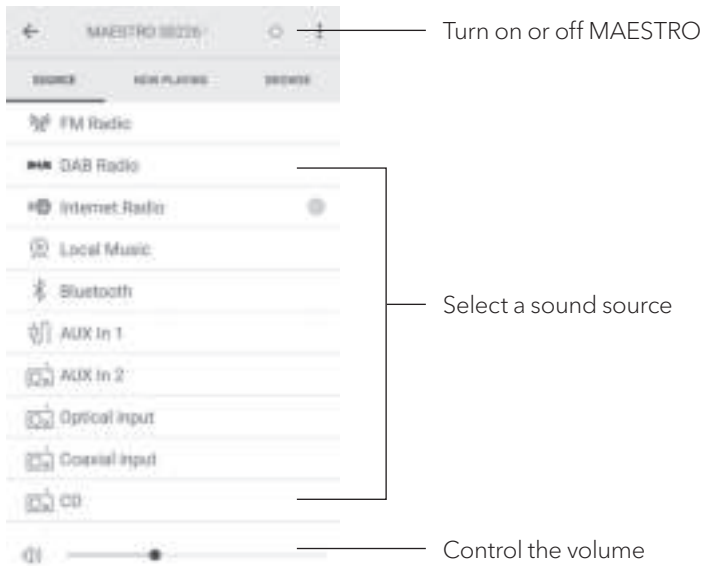 MAESTRO
Turn on or off MAESTRO
SOURCE NOW PLAYING BROWSE
FM Radio
DAB Radio
Internet Radio
Local Music
Bluetooth
Select a sound source
AUX In 1
AUX In 2
Optical input
Coaxial input
CD
Control the volume